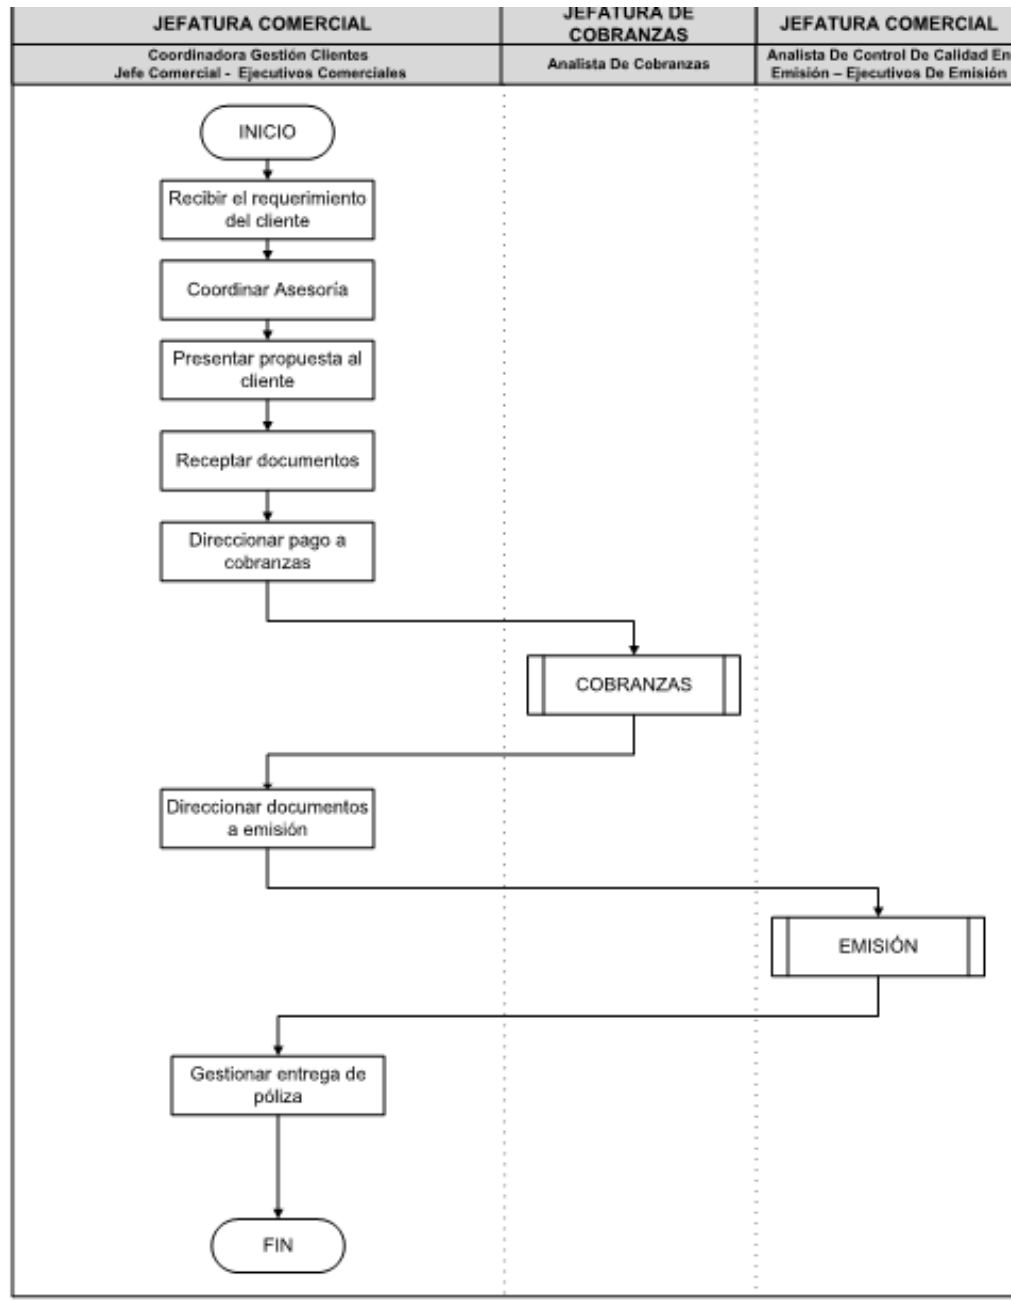 JEFATURA COMERCIAL
JEFATURA DE
COBRANZAS
JEFATURA COMERCIAL
Coordinadora Gestión Clientes
Jefe Comercial - Ejecutivos Comerciales
Analista De Cobranzas
Analista De Control De Calidad En
Emisión – Ejecutivos De Emisión
INICIO
Recibir el requerimiento
del cliente
Coordinar Asesoría
Presentar propuesta al
cliente
Receptar documentos
Direccionar pago a
cobranzas
COBRANZAS
Direccionar documentos
a emisión
EMISIÓN
Gestionar entrega de
póliza
FIN